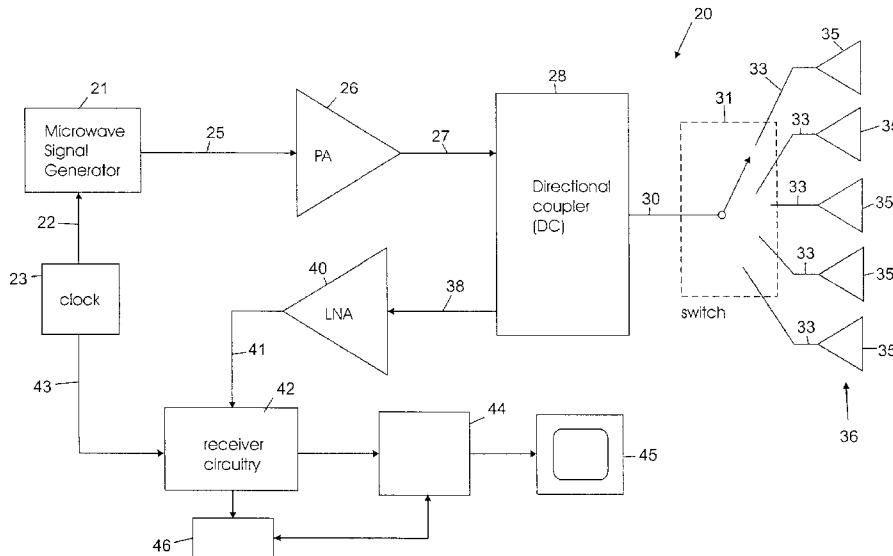 20
35
21
26
28
33
31
Microwave
Signal
Generator
25
PA
27
33
35
Directional
coupler
(DC)
30
33
35
22
40
38
33
35
23
clock
LNA
switch
33
35
41
43
42
44
36
receiver
circuitry
45
46